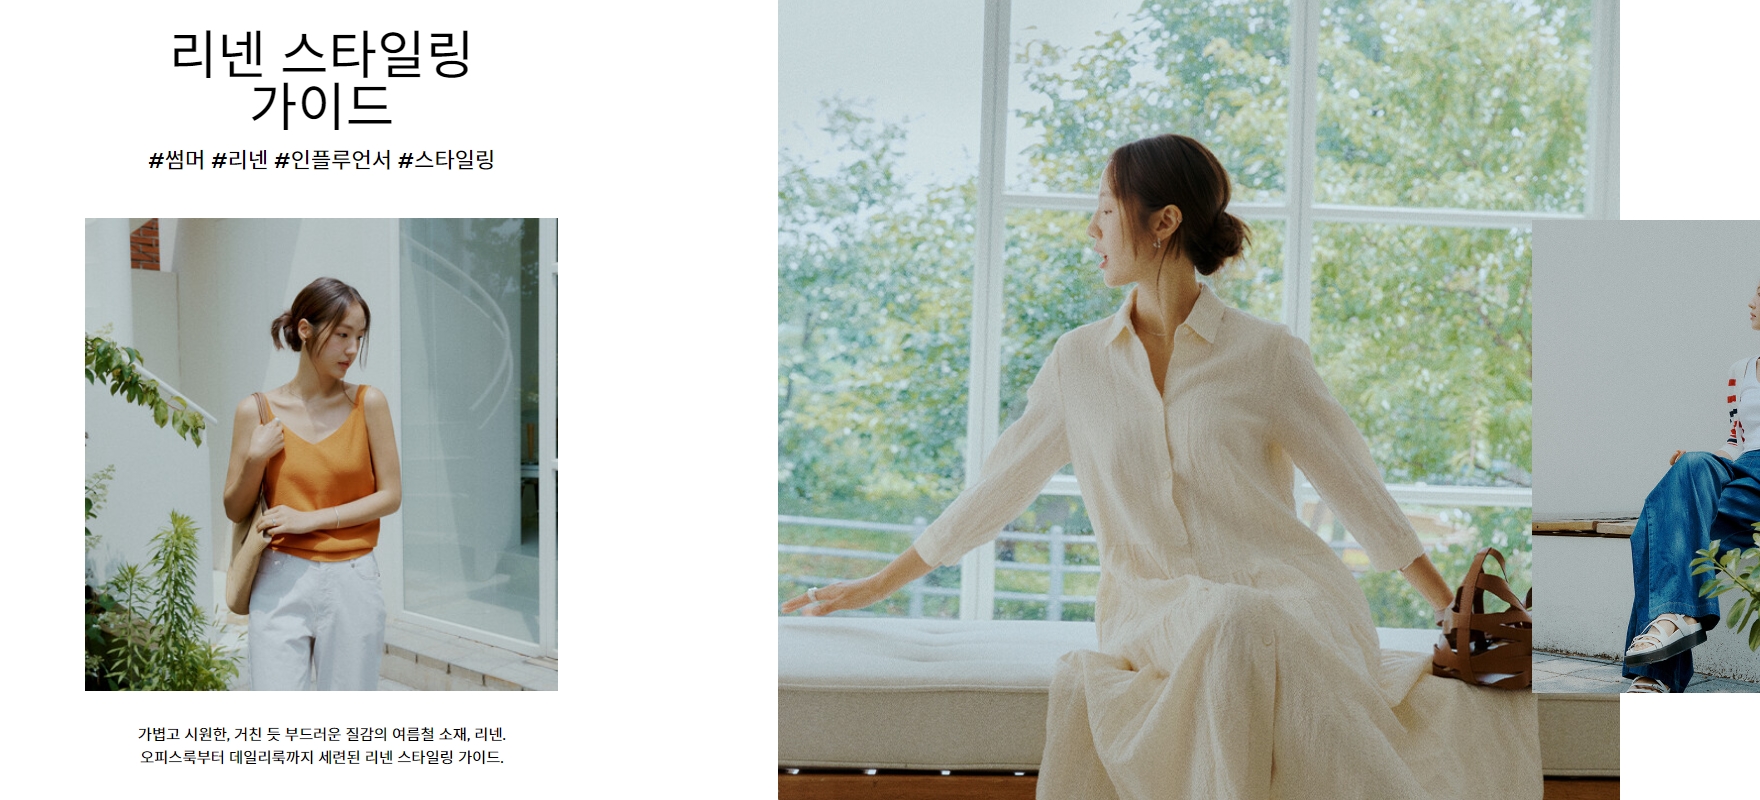 리넨 스타일링
가이드
#썸머 #리넨 #인플루언서 #스타일링
가볍고 시원한, 거친 듯 부드러운 질감의 여름철 소재, 리넨.
오피스룩부터 데일리룩까지 세련된 리넨 스타일링 가이드.